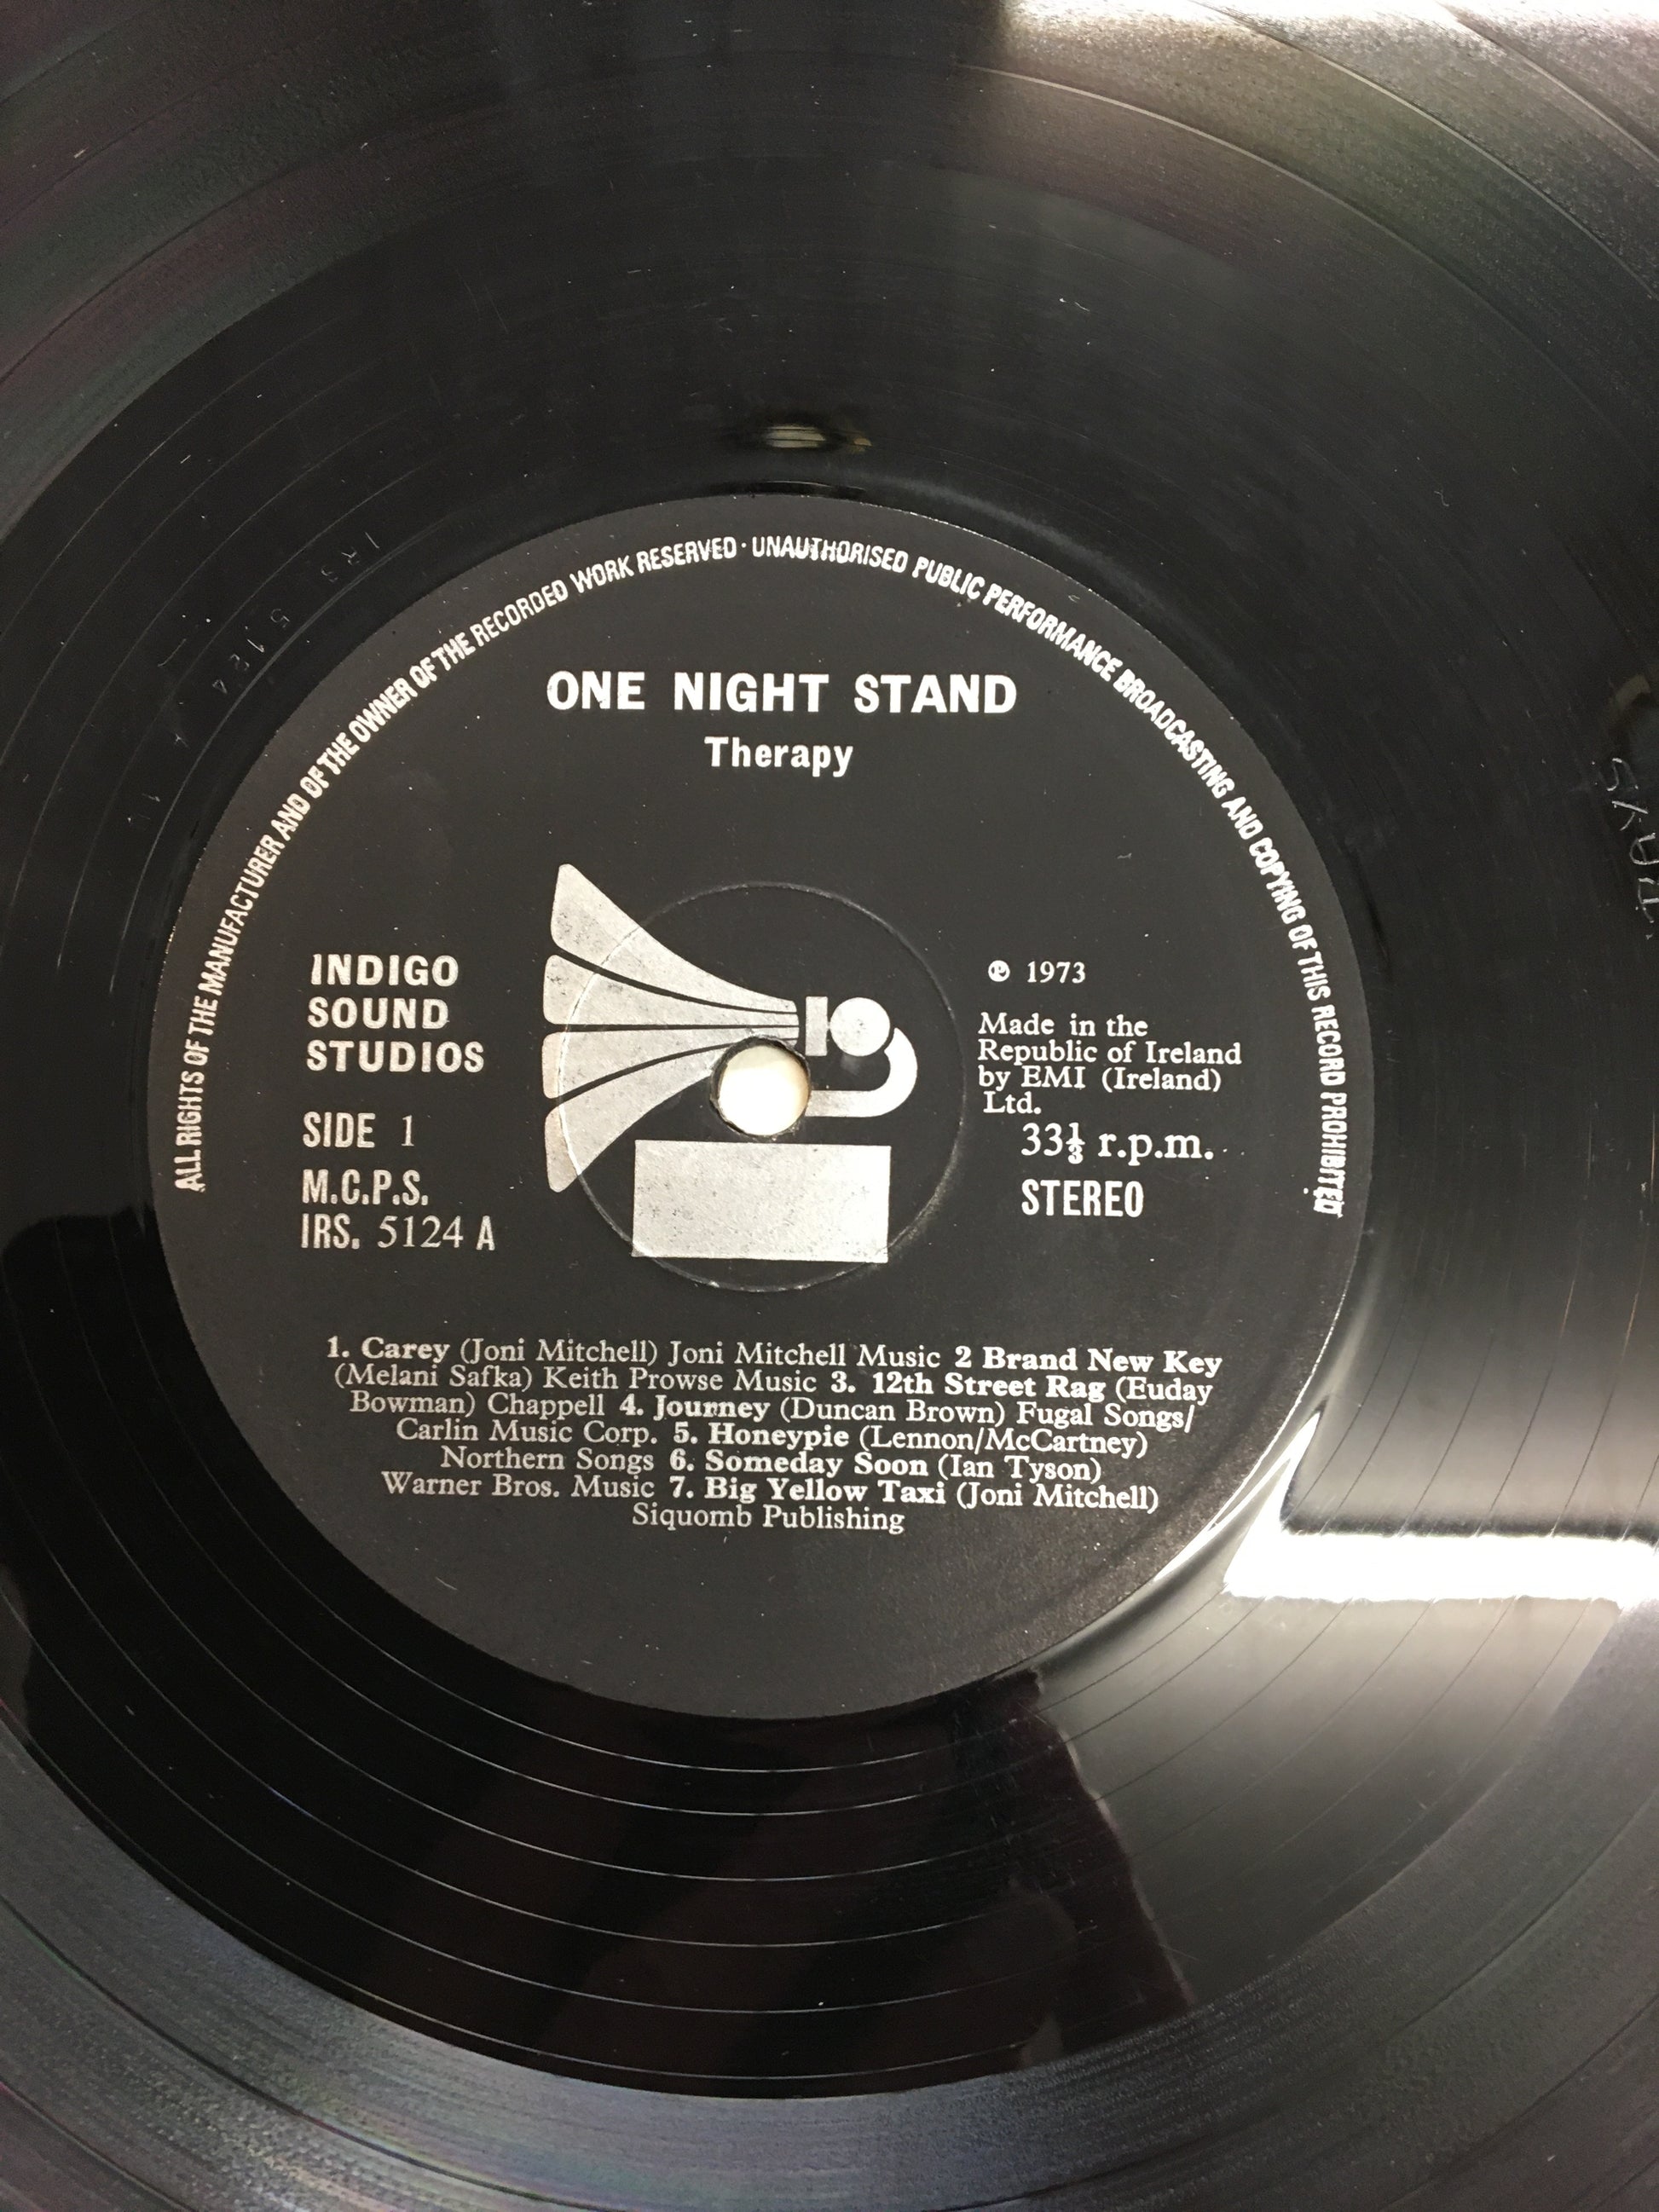 ALL RIGHTS OF THE MANUFACTURER AND OF THE OWNER OF THE RECORDED WORK RESERVED · UNAUTHORISED PUBLIC PERFORMANCE BROADCASTING AND COPYING OF THIS RECORD PROHIBITED
ONE NIGHT STAND
Therapy
INDIGO
SOUND
STUDIOS
SIDE 1
M.C.P.S.
IRS. 5124 A
℗ 1973
Made in the
Republic of Ireland
by EMI (Ireland)
Ltd.
33⅓ r.p.m.
STEREO
1. Carey (Joni Mitchell) Joni Mitchell Music 2 Brand New Key
(Melani Safka) Keith Prowse Music 3. 12th Street Rag (Euday
Bowman) Chappell 4. Journey (Duncan Brown) Fugal Songs/
Carlin Music Corp. 5. Honeypie (Lennon/McCartney)
Northern Songs 6. Someday Soon (Ian Tyson)
Warner Bros. Music 7. Big Yellow Taxi (Joni Mitchell)
Siquomb Publishing
IRS 5124